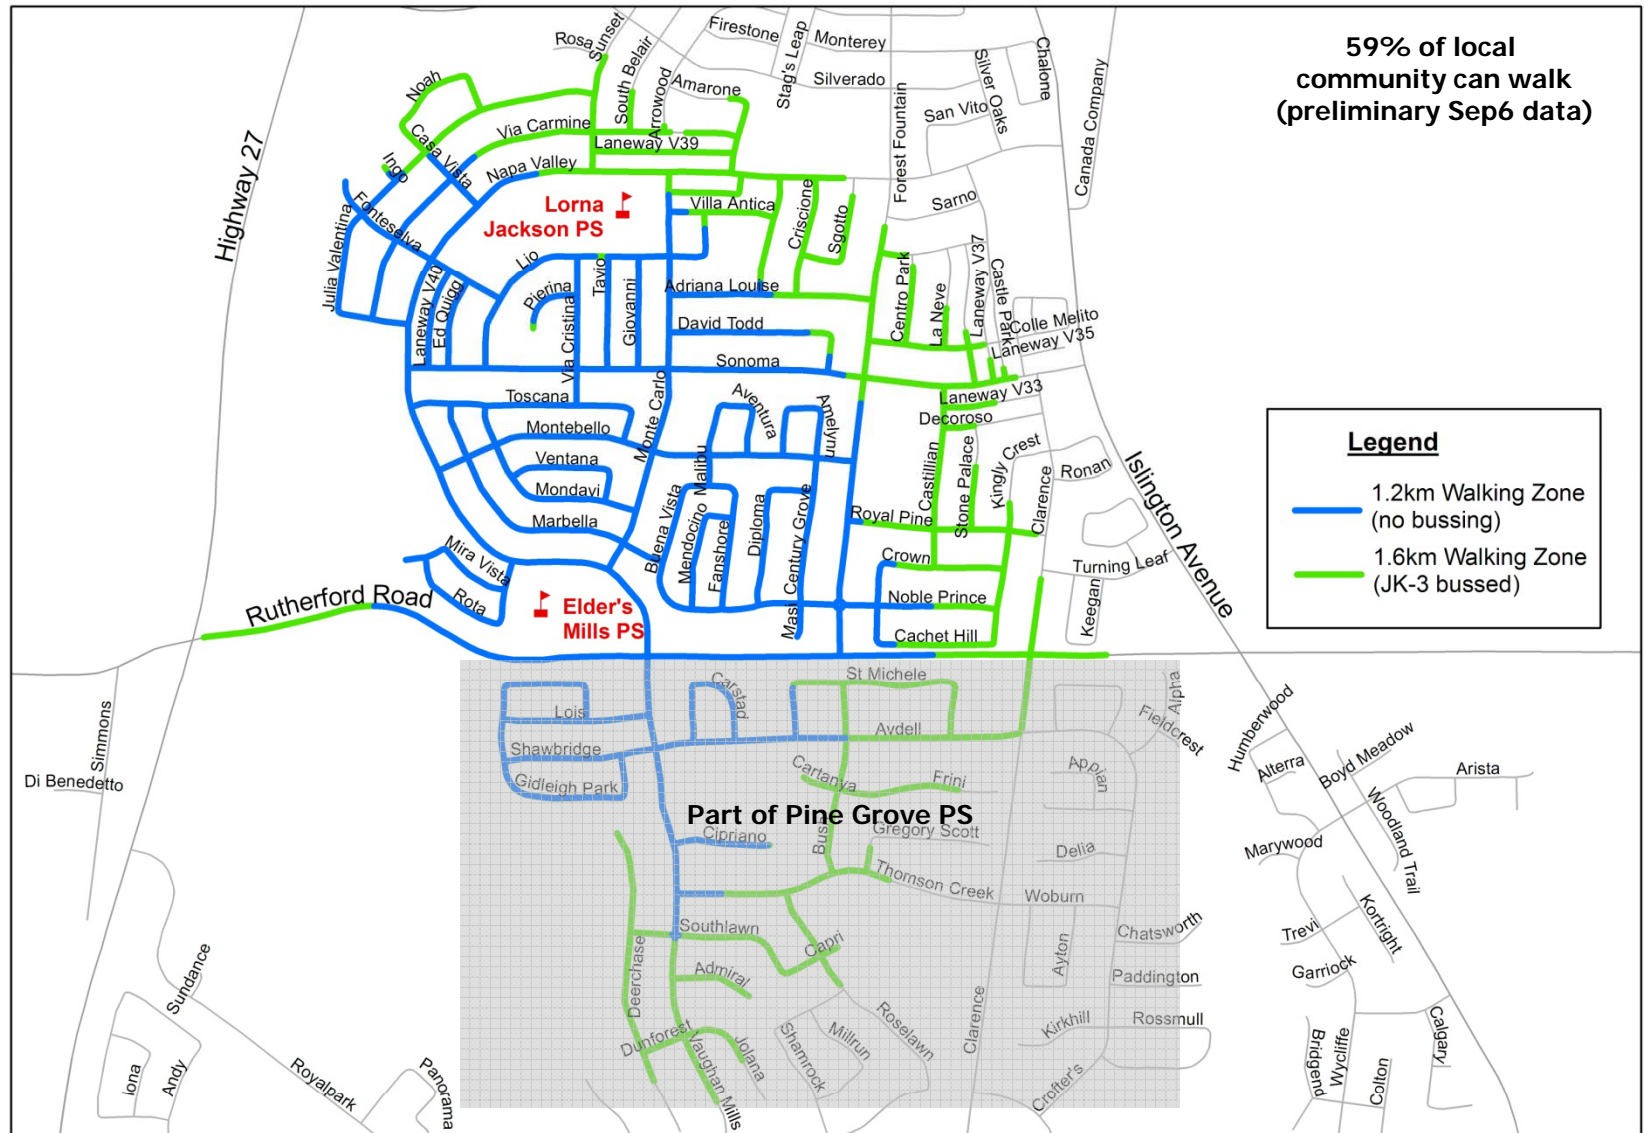 59% of local
community can walk
(preliminary Sep6 data)
Rosa
Sunset
South Belair
Firestone
Stag's Leap
Monterey
Silverado
Silver Oaks
Chalone
Canada Company
Noah
Arrowood
Amarone
Forest Fountain
San Vito
Casa Vista
Via Carmine
Laneway V39
Highway 27
Ingo
Napa Valley
Lorna
Jackson PS
Villa Antica
Criscione
Sgotto
Sarno
Julia Valentina
Fonteselva
Lio
Tavio
Laneway V40
Ed Quiggi
Pierina
Via Cristina
Giovanni
Adriana Louise
Centro Park
La Neve
Laneway V37
Castle Park
Colle Melito
Laneway V35
David Todd
Sonoma
Laneway V33
Toscana
Monte Carlo
Aventura
Amelynn
Decoroso
Montebello
Ventana
Mondavi
Marbella
Malibu
Castillian
Stone Palace
Kingly Crest
Clarence
Ronan
Islington Avenue
Legend
1.2km Walking Zone
(no bussing)
1.6km Walking Zone
(JK-3 bussed)
Buena Vista
Mendocino
Fanshore
Diploma
Century Grove
Masi
Royal Pine
Crown
Turning Leaf
Keegan
Mira Vista
Rota
Elder's
Mills PS
Noble Prince
Cachet Hill
Rutherford Road
Simmons
Di Benedetto
Lois
Carstad
St Michele
Avdell
Alpha
Fieldcrest
Shawbridge
Gidleigh Park
Cartanya
Frini
Appian
Humberwood
Alterra
Boyd Meadow
Arista
Part of Pine Grove PS
Cipriano
Buss
Gregory Scott
Delia
Marywood
Woodland Trail
Thornson Creek
Woburn
Southlawn
Capri
Chatsworth
Trevi
Kortright
Deerchase
Admiral
Ayton
Paddington
Garriock
Sundance
Dunforest
Vaughan Mills
Jolana
Shamrock
Millrun
Roselawn
Clarence
Kirkhill
Rossmull
Crofter's
Bridgend
Wycliffe
Colton
Calgary
Iona
Andy
Royalpark
Panorama